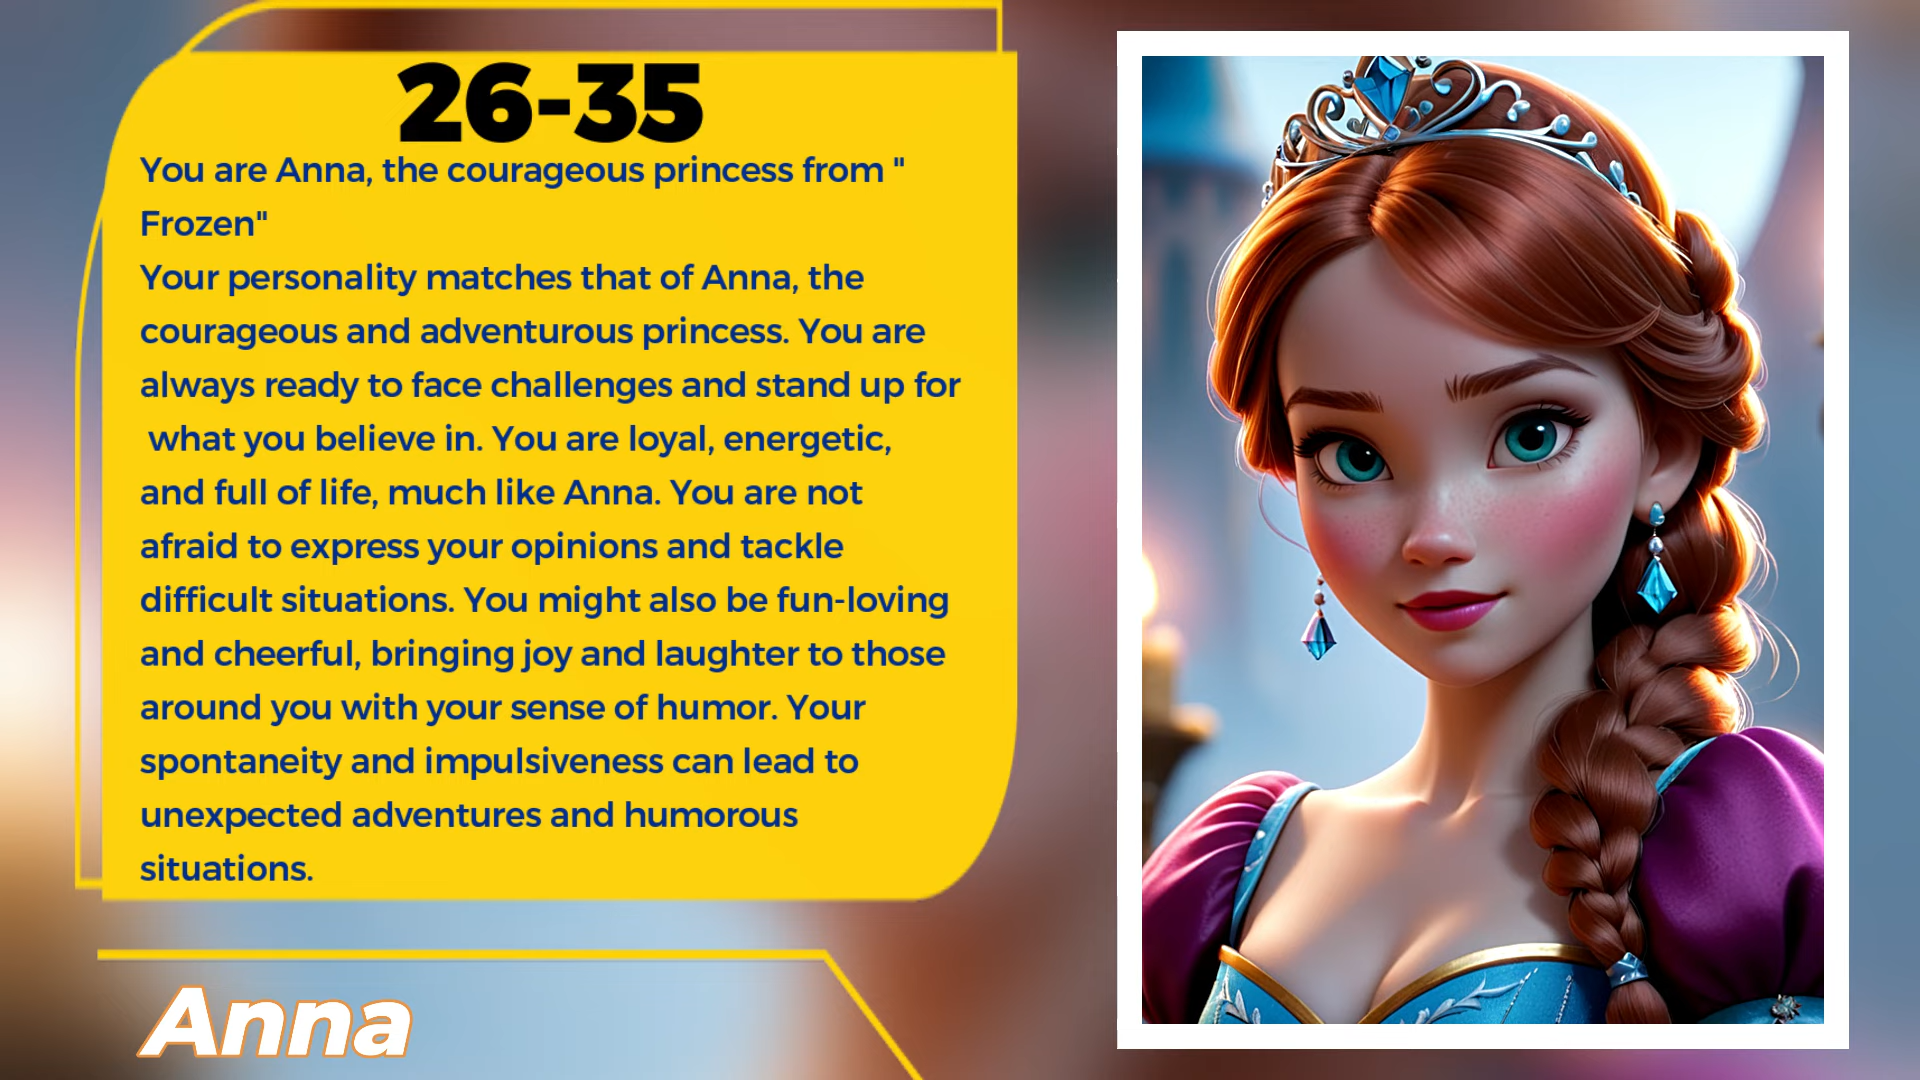 26-35
You are Anna, the courageous princess from "
Frozen"
Your personality matches that of Anna, the
courageous and adventurous princess. You are
always ready to face challenges and stand up for
what you believe in. You are loyal, energetic,
and full of life, much like Anna. You are not
afraid to express your opinions and tackle
difficult situations. You might also be fun-loving
and cheerful, bringing joy and laughter to those
around you with your sense of humor. Your
spontaneity and impulsiveness can lead to
unexpected adventures and humorous
situations.
Anna